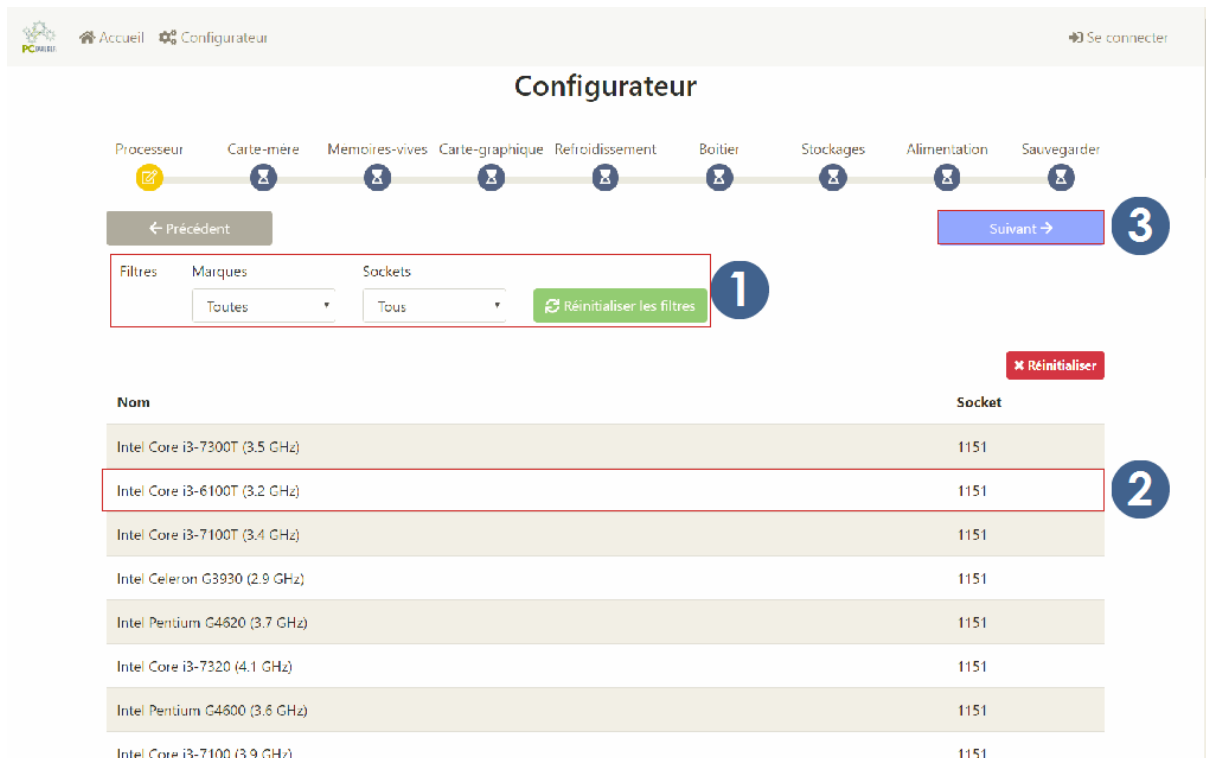 PCBUILDER Accueil Configurateur Se connecter
Configurateur
Processeur Carte-mère Mémoires-vives Carte-graphique Refroidissement Boitier Stockages Alimentation Sauvegarder
← Précédent Suivant → 3
Filtres Marques Sockets
Toutes Tous Réinitialiser les filtres 1
✖ Réinitialiser
Nom Socket
Intel Core i3-7300T (3.5 GHz) 1151
Intel Core i3-6100T (3.2 GHz) 1151 2
Intel Core i3-7100T (3.4 GHz) 1151
Intel Celeron G3930 (2.9 GHz) 1151
Intel Pentium G4620 (3.7 GHz) 1151
Intel Core i3-7320 (4.1 GHz) 1151
Intel Pentium G4600 (3.6 GHz) 1151
Intel Core i3-7100 (3.9 GHz) 1151